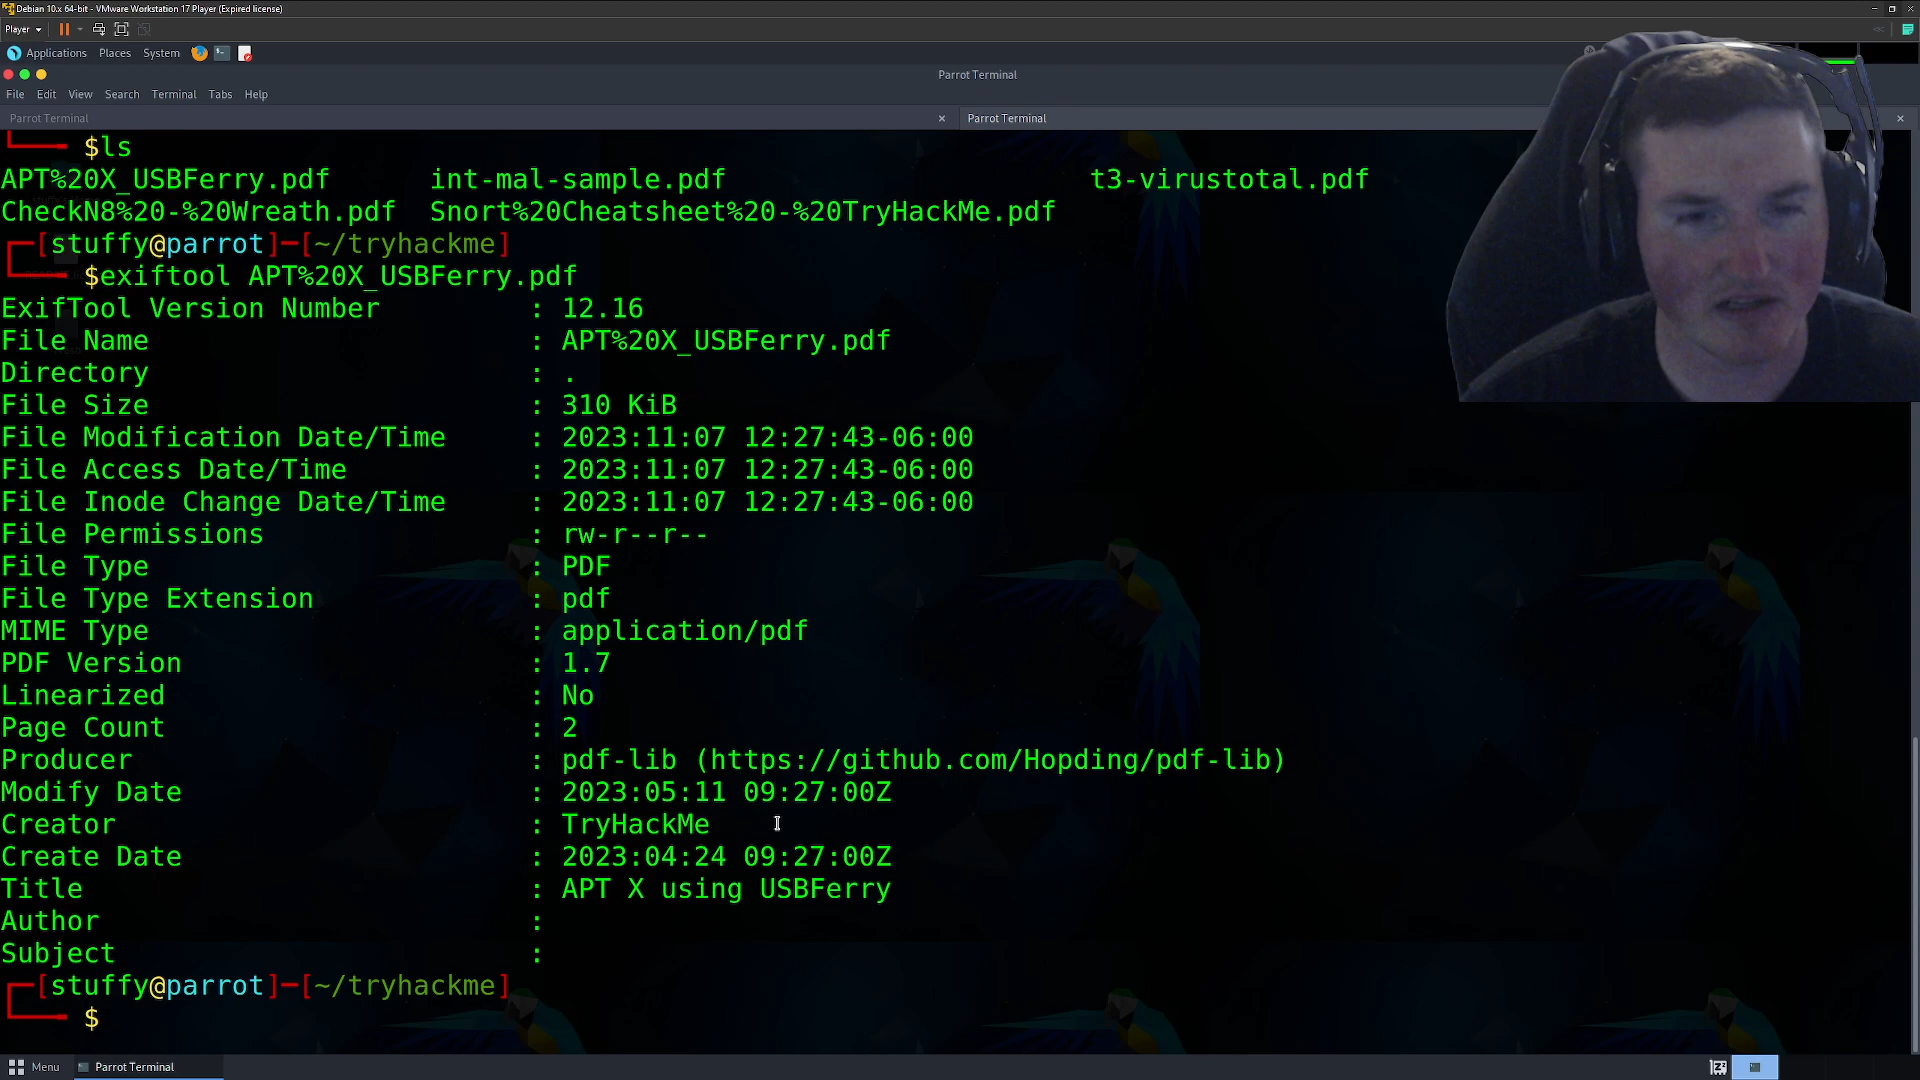 Debian 10.x 64-bit - VMware Workstation 17 Player (Expired license)
Player
Applications Places System
Parrot Terminal
File Edit View Search Terminal Tabs Help
Parrot Terminal × Parrot Terminal ×
$ls
APT%20X_USBFerry.pdf int-mal-sample.pdf t3-virustotal.pdf
CheckN8%20-%20Wreath.pdf Snort%20Cheatsheet%20-%20TryHackMe.pdf
[stuffy@parrot]─[~/tryhackme]
$exiftool APT%20X_USBFerry.pdf
ExifTool Version Number : 12.16
File Name : APT%20X_USBFerry.pdf
Directory : .
File Size : 310 KiB
File Modification Date/Time : 2023:11:07 12:27:43-06:00
File Access Date/Time : 2023:11:07 12:27:43-06:00
File Inode Change Date/Time : 2023:11:07 12:27:43-06:00
File Permissions : rw-r--r--
File Type : PDF
File Type Extension : pdf
MIME Type : application/pdf
PDF Version : 1.7
Linearized : No
Page Count : 2
Producer : pdf-lib (https://github.com/Hopding/pdf-lib)
Modify Date : 2023:05:11 09:27:00Z
Creator : TryHackMe
Create Date : 2023:04:24 09:27:00Z
Title : APT X using USBFerry
Author :
Subject :
[stuffy@parrot]─[~/tryhackme]
$
Menu Parrot Terminal